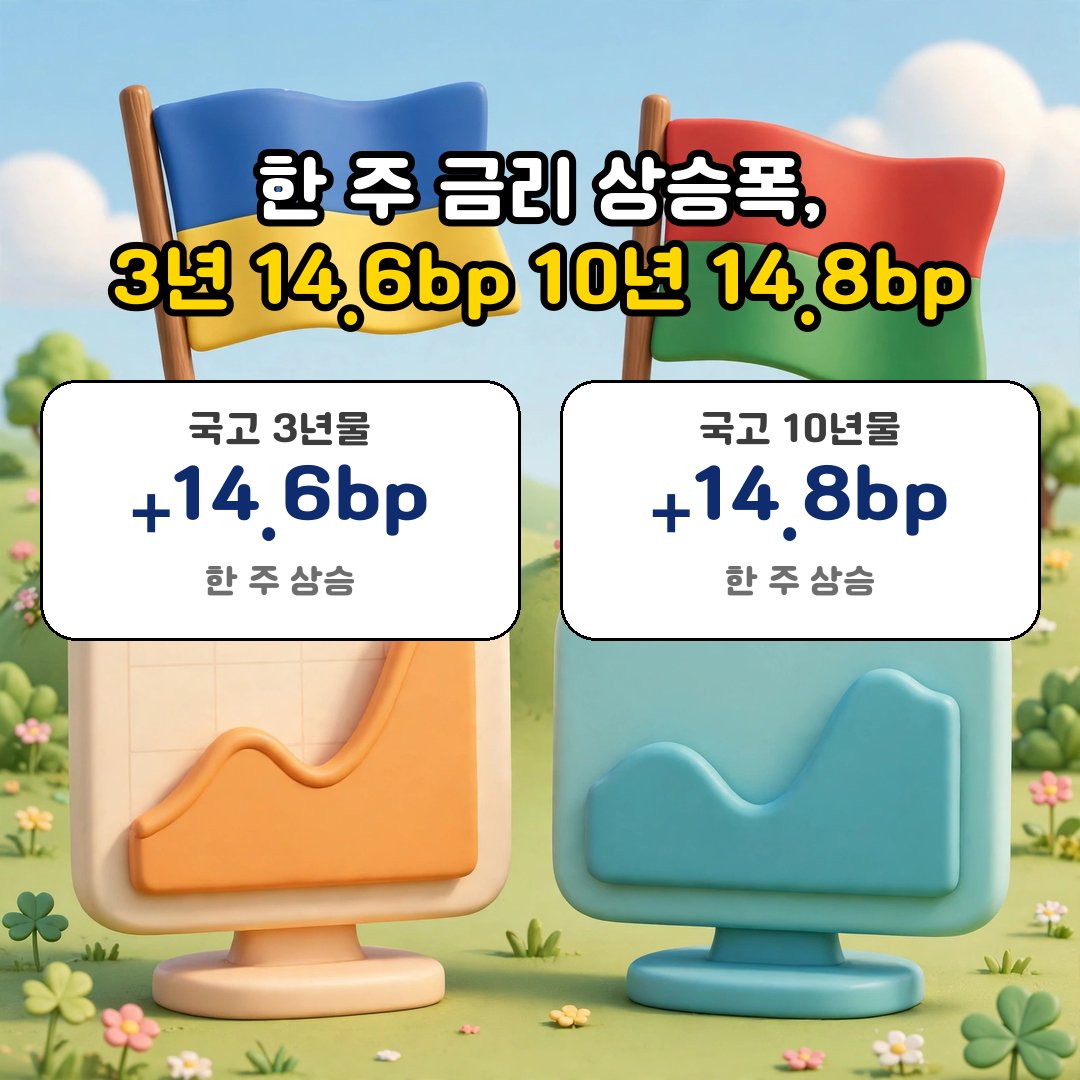 한 주 금리 상승폭,
3년 14.6bp 10년 14.8bp
국고 3년물
+14.6bp
한 주 상승
국고 10년물
+14.8bp
한 주 상승